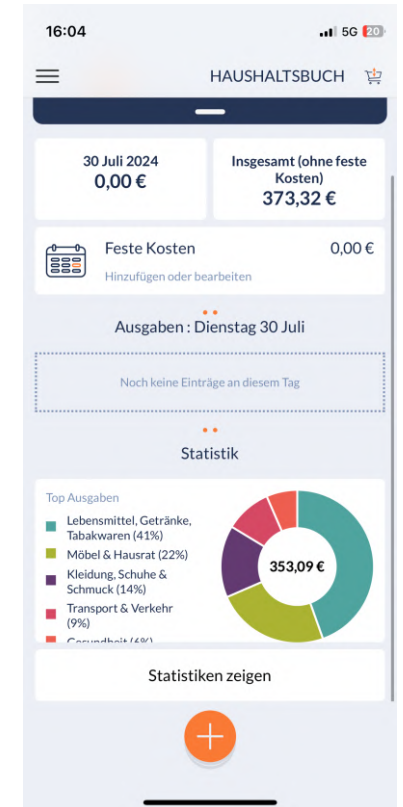 16:04
5G 20
HAUSHALTSBUCH
30 Juli 2024
0,00 €
Insgesamt (ohne feste
Kosten)
373,32 €
Feste Kosten
0,00 €
Hinzufügen oder bearbeiten
Ausgaben : Dienstag 30 Juli
Noch keine Einträge an diesem Tag
Statistik
Top Ausgaben
Lebensmittel, Getränke,
Tabakwaren (41%)
Möbel & Hausrat (22%)
Kleidung, Schuhe &
Schmuck (14%)
Transport & Verkehr
(9%)
Gesundheit (6%)
353,09 €
Statistiken zeigen